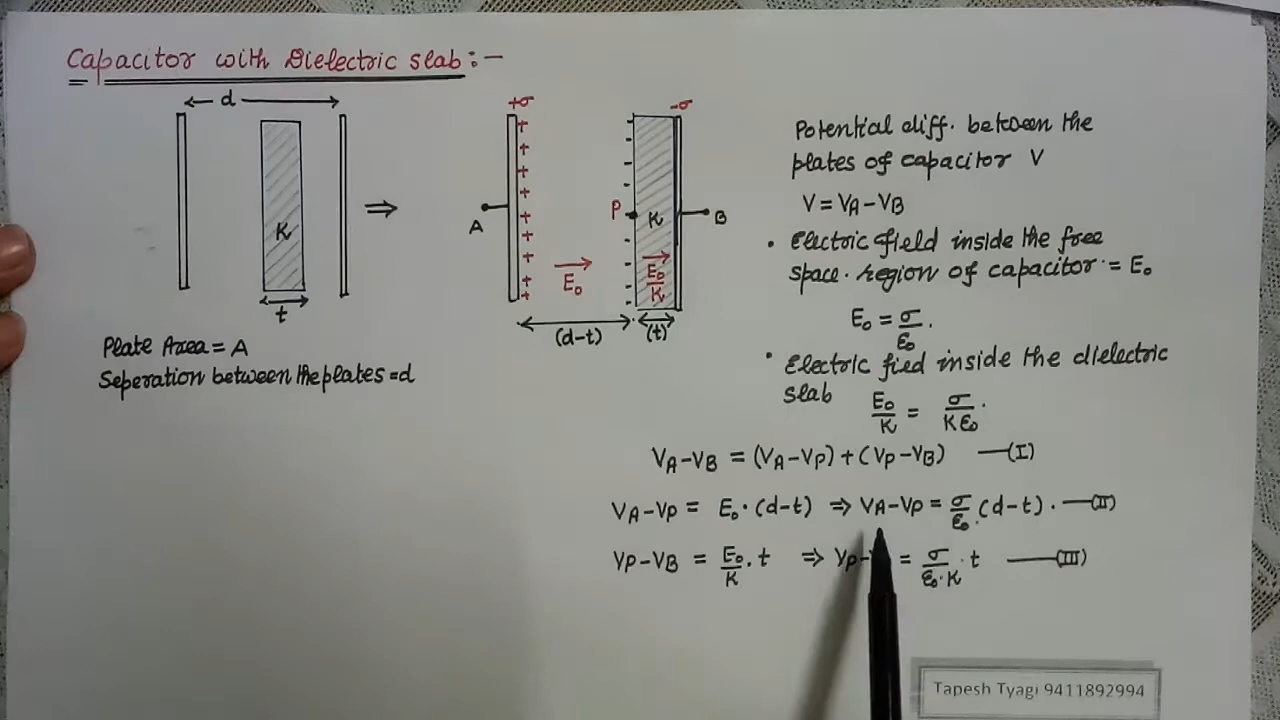 Capacitor with Dielectric slab:-
d
K
t
Plate Area = A
Seperation between the plates = d
⇒
+σ
-σ
A
P
K
B
E₀
E₀/K
(d-t)
(t)
Potential diff. between the
plates of capacitor V
V = VA - VB
• Electric field inside the free
space region of capacitor = E₀
E₀ = σ/ε₀.
• Electric fied inside the dielectric
slab
E₀/K = σ/Kε₀.
VA-VB = (VA-VP)+(VP-VB) —(I)
VA-VP = E₀·(d-t) ⇒ VA-VP = σ/ε₀.(d-t). —(II)
VP-VB = E₀/K.t ⇒ VP- = σ/ε₀.K .t —(III)
Tapesh Tyagi 9411892994